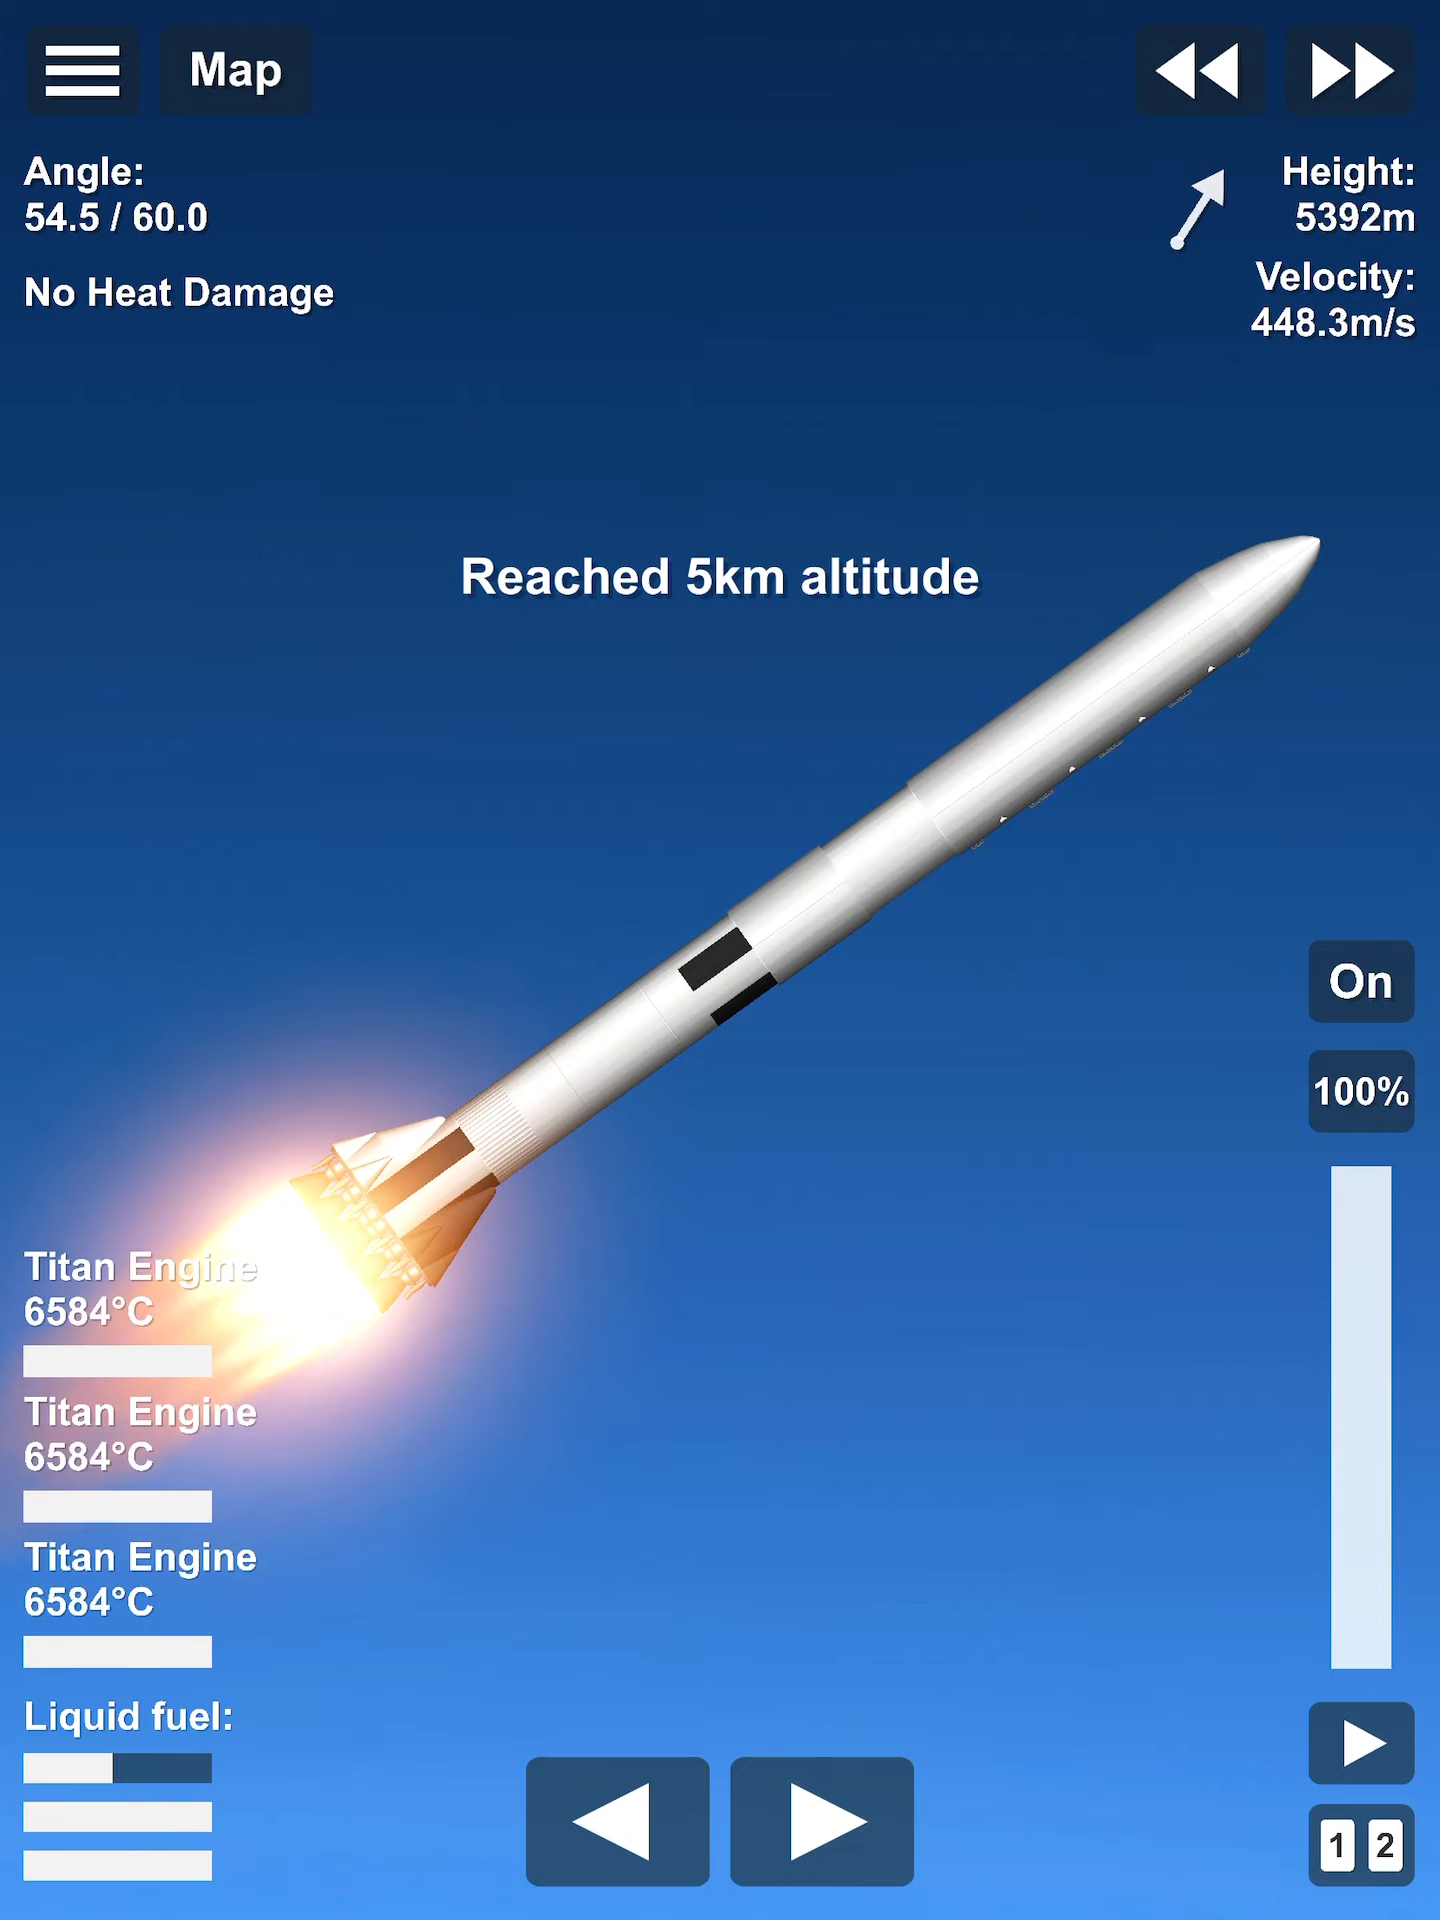 Map
Angle:
54.5 / 60.0
No Heat Damage
Height:
5392m
Velocity:
448.3m/s
Reached 5km altitude
On
100%
Titan Engine
6584°C
Titan Engine
6584°C
Titan Engine
6584°C
Liquid fuel:
1 2